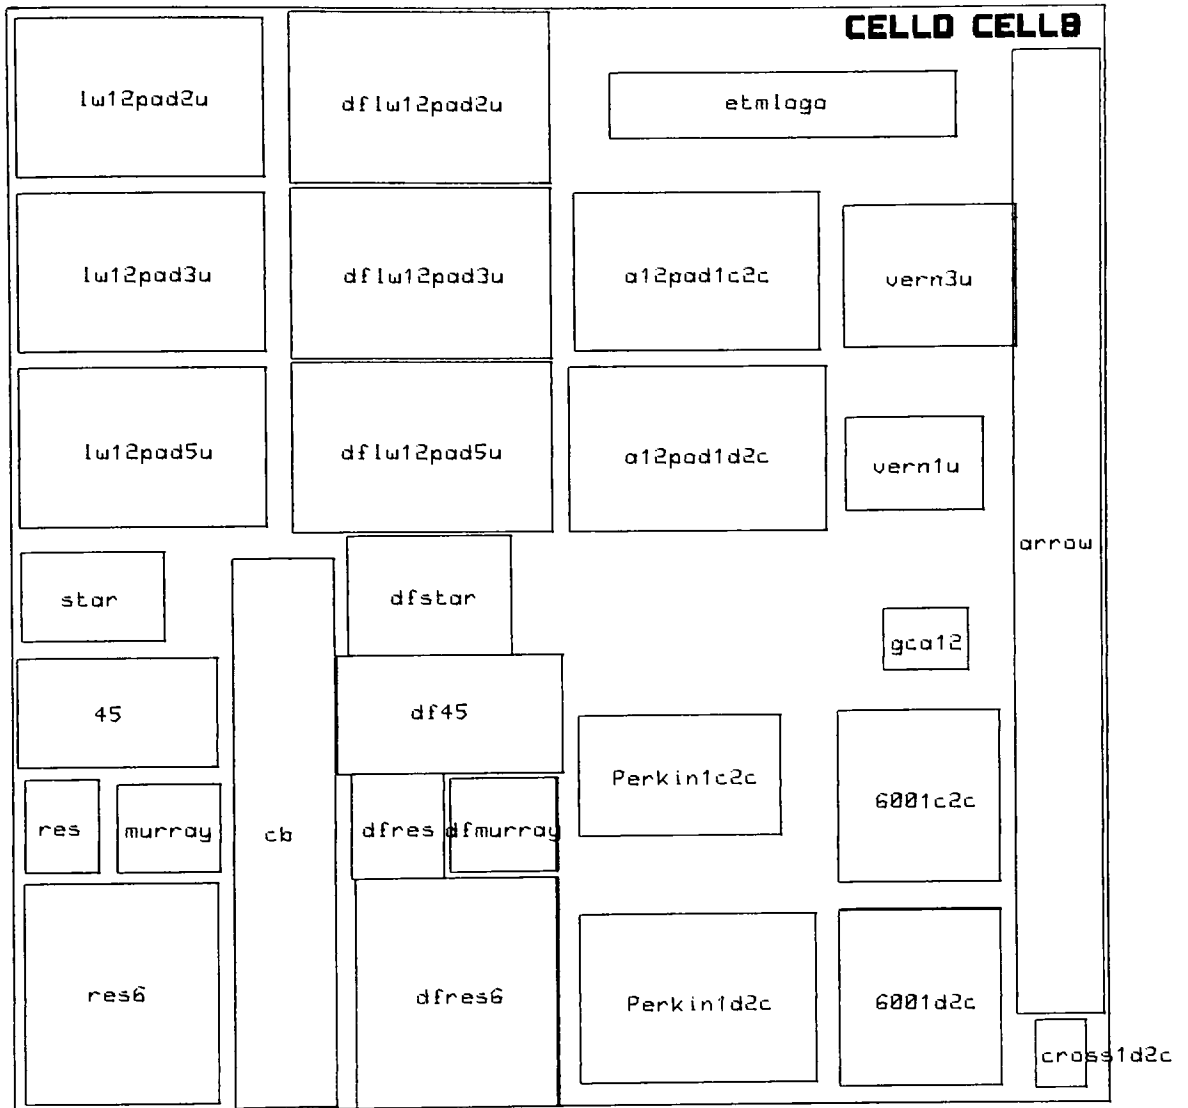 CELLD CELLB
lw12pad2u
dflw12pad2u
etmlogo
lw12pad3u
dflw12pad3u
a12pad1c2c
vern3u
lw12pad5u
dflw12pad5u
a12pad1d2c
vern1u
arrow
star
dfstar
gca12
45
df45
Perkin1c2c
6001c2c
res
murray
cb
dfres
dfmurray
res6
dfres6
Perkin1d2c
6001d2c
cross1d2c